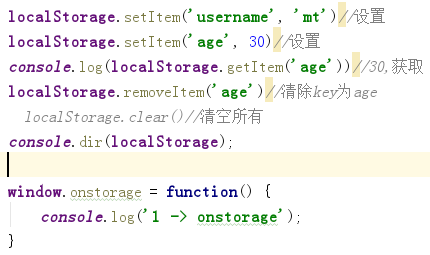 localStorage.setItem('username', 'mt')//设置
localStorage.setItem('age', 30)//设置
console.log(localStorage.getItem('age'))//30,获取
localStorage.removeItem('age')//清除key为age
localStorage.clear()//清空所有
console.dir(localStorage);
window.onstorage = function() {
console.log('1 -> onstorage');
}